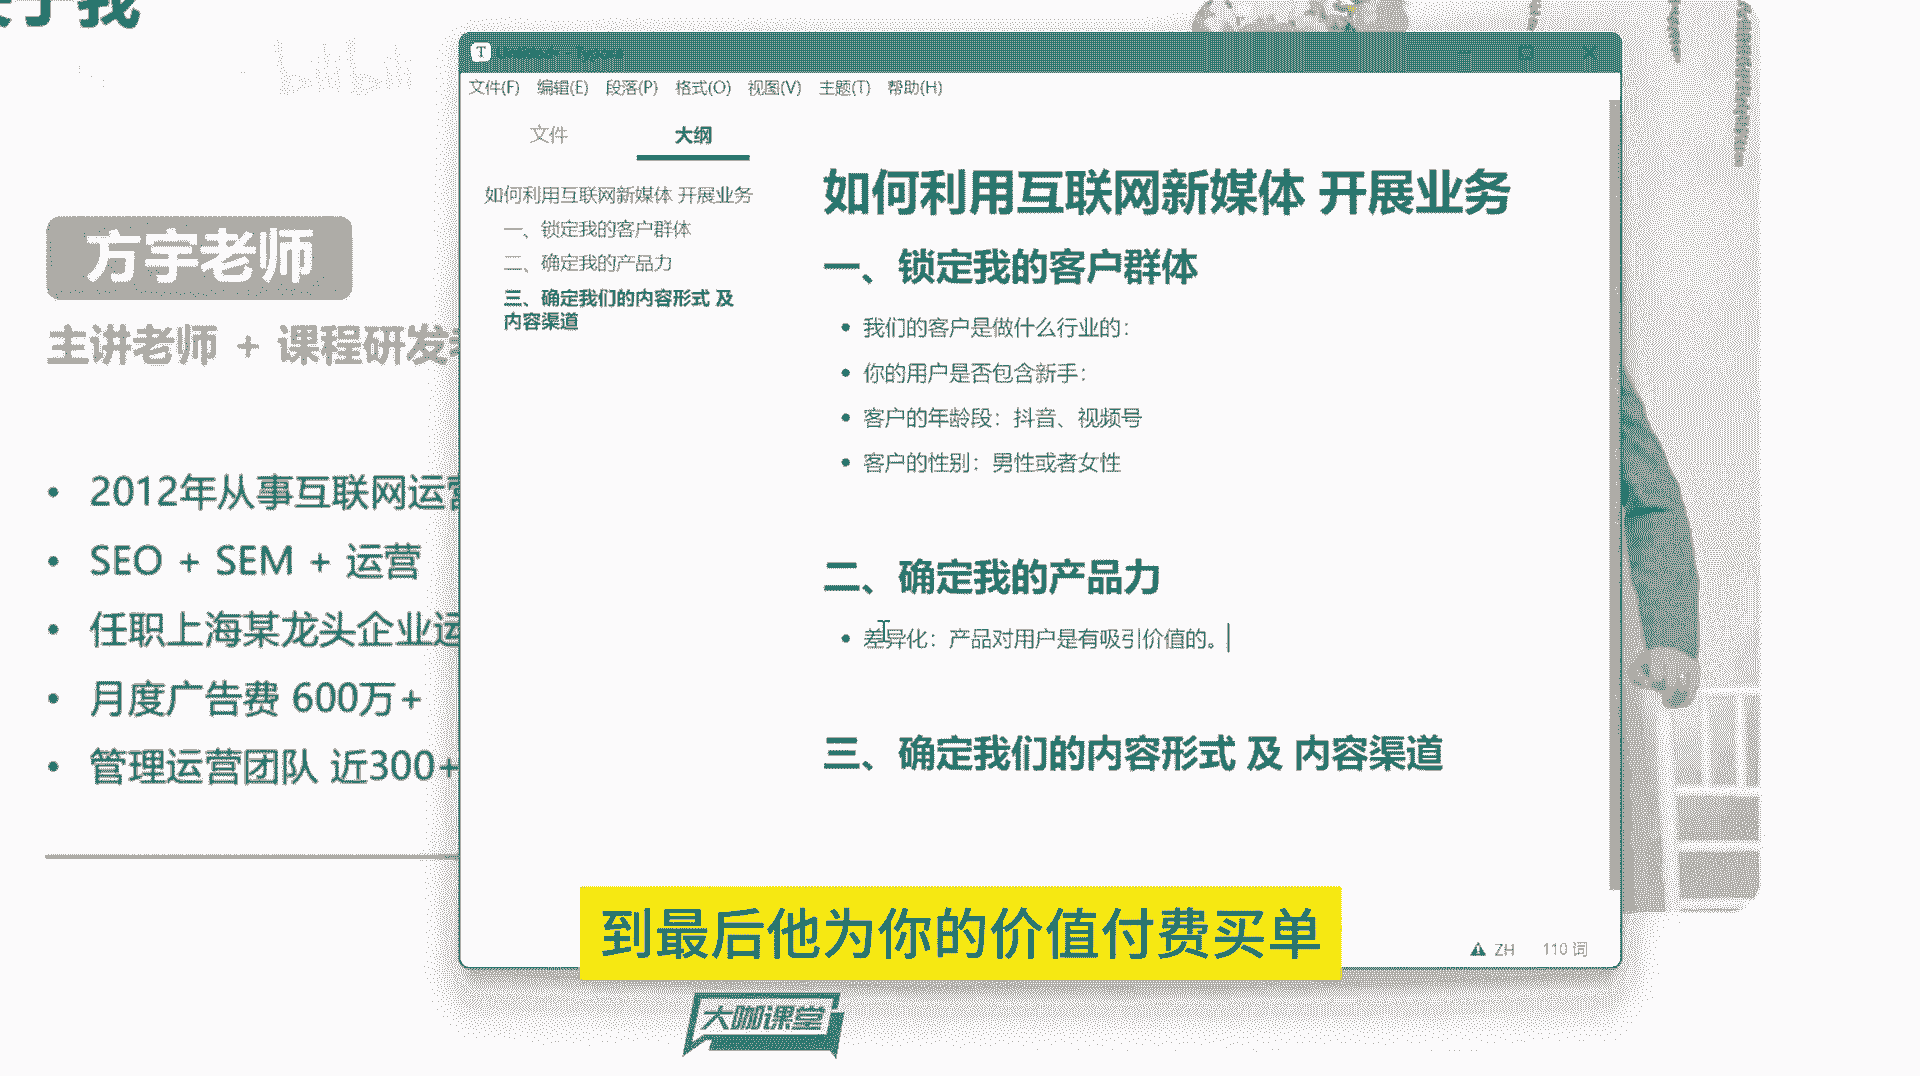 bilibili
方宇老师
主讲老师 + 课程研发
2012年从事互联网运营
SEO + SEM + 运营
任职上海某龙头企业运
月度广告费 600万+
管理运营团队 近300+
文件(F) 编辑(E) 段落(P) 格式(O) 视图(V) 主题(T) 帮助(H)
文件 大纲
如何利用互联网新媒体 开展业务
一、锁定我的客户群体
二、确定我的产品力
三、确定我们的内容形式 及
内容渠道
如何利用互联网新媒体 开展业务
一、锁定我的客户群体
我们的客户是做什么行业的：
你的用户是否包含新手：
客户的年龄段：抖音、视频号
客户的性别：男性或者女性
二、确定我的产品力
差异化：产品对用户是有吸引价值的。
三、确定我们的内容形式 及 内容渠道
ZH 110 词
到最后他为你的价值付费买单
大咖课堂